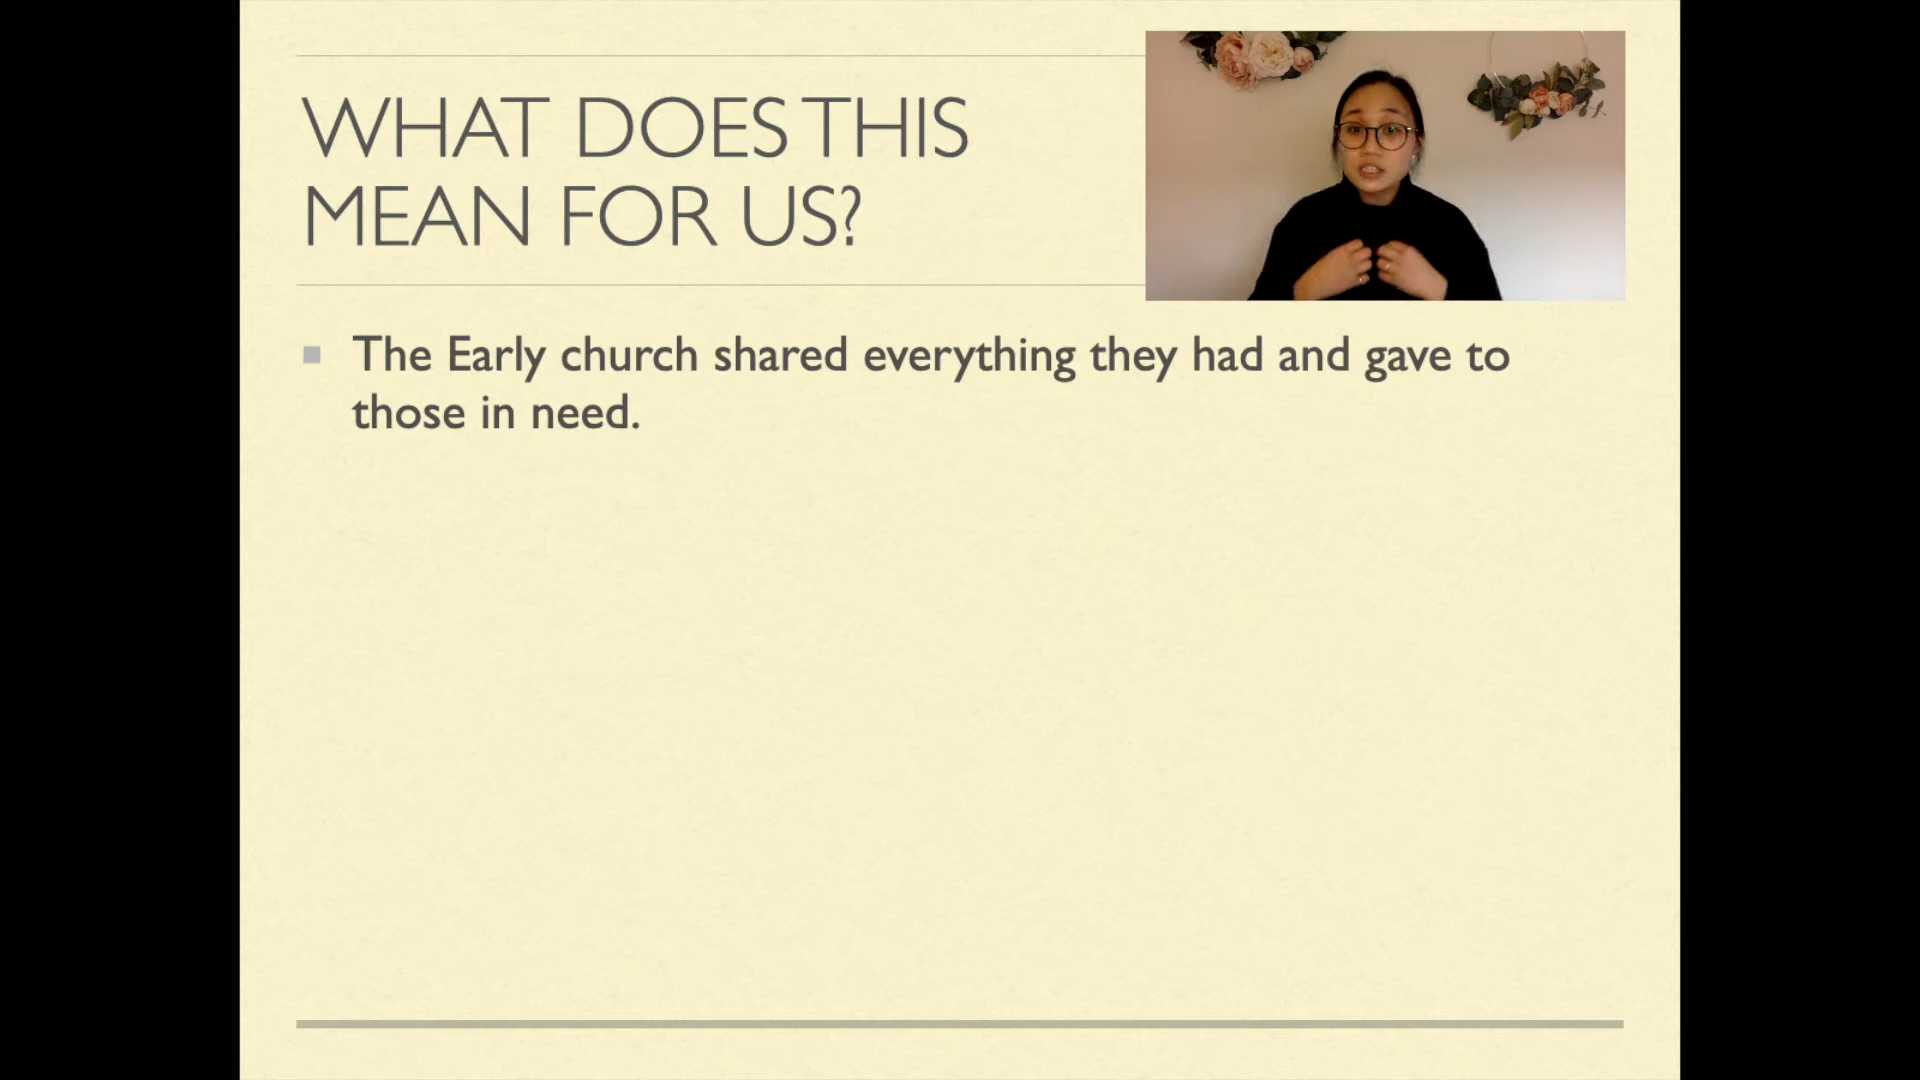 WHAT DOES THIS
MEAN FOR US?
The Early church shared everything they had and gave to
those in need.